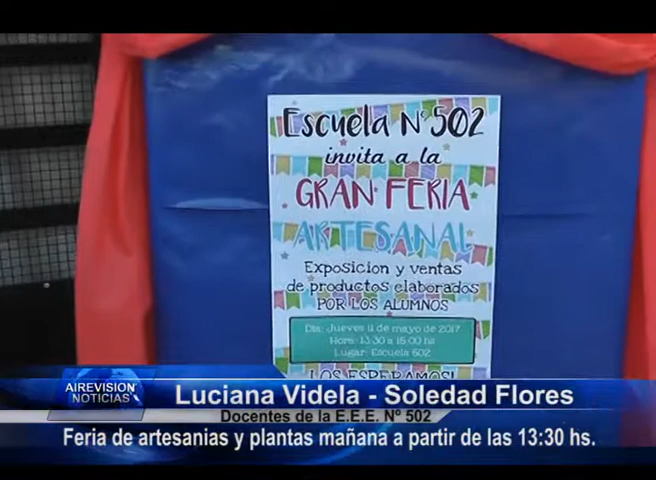 ESCUELA N°502
invita a la
GRAN FERIA
ARTESANAL
EXPOSICION Y VENTAS
DE PRODUCTOS ELABORADOS
POR LOS ALUMNOS
Dia: Jueves 11 de mayo de 2017
Hora: 13:30 a 15:00 hs
Lugar: Escuela 502
LOS ESPERAMOS!
AIREVISION
NOTICIAS
Luciana Videla - Soledad Flores
Docentes de la E.E.E. Nº 502
Feria de artesanias y plantas mañana a partir de las 13:30 hs.